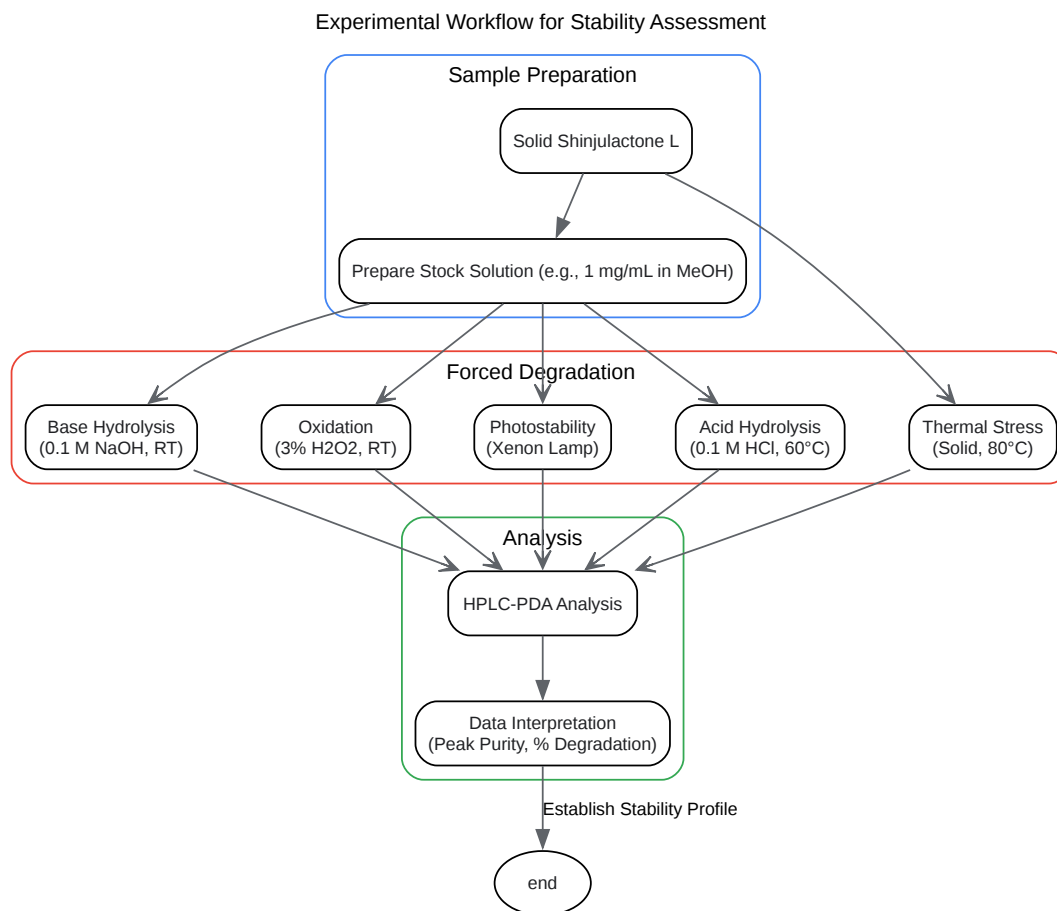 Experimental Workflow for Stability Assessment
Sample Preparation
Solid Shinjulactone L
Prepare Stock Solution (e.g., 1 mg/mL in MeOH)
Forced Degradation
Base Hydrolysis
(0.1 M NaOH, RT)
Oxidation
(3% H2O2, RT)
Photostability
(Xenon Lamp)
Acid Hydrolysis
(0.1 M HCl, 60°C)
Thermal Stress
(Solid, 80°C)
Analysis
HPLC-PDA Analysis
Data Interpretation
(Peak Purity, % Degradation)
Establish Stability Profile
end